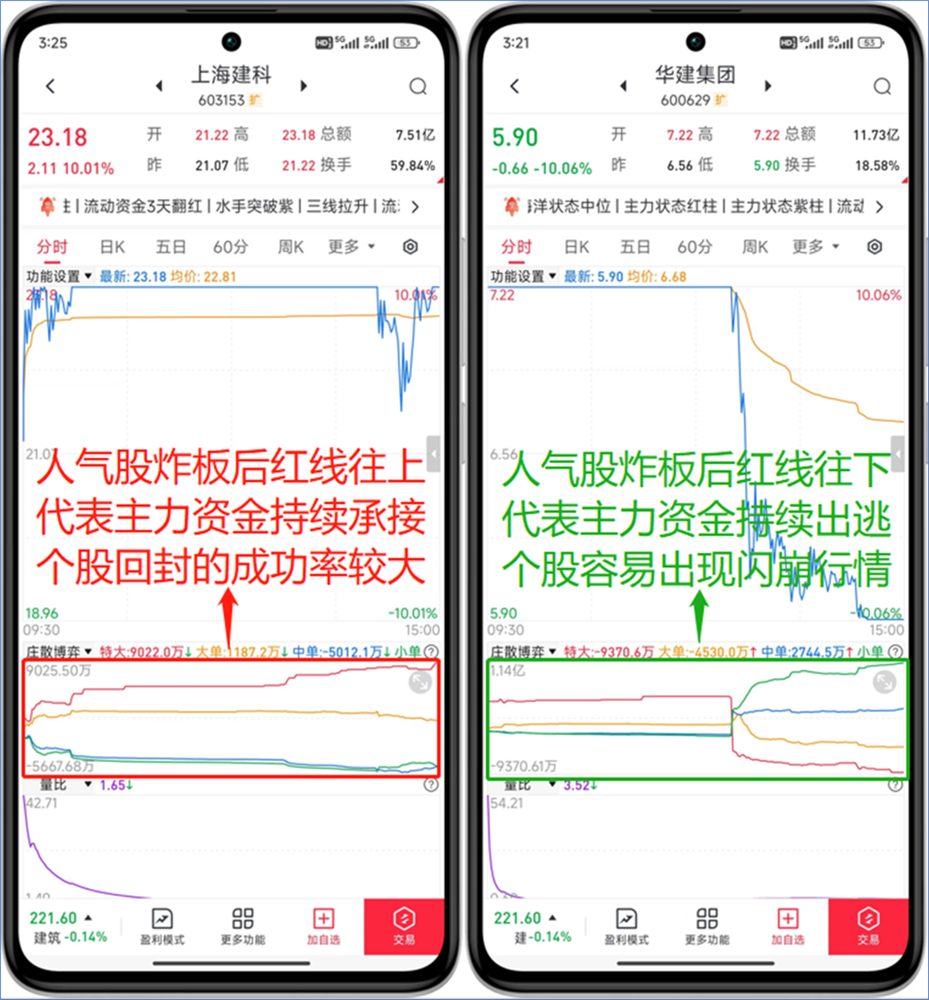 3:25
HD 5G 5G 53
上海建科
603153 扩
23.18 开 21.22 高 23.18 总额 7.51亿
2.11 10.01% 昨 21.07 低 21.22 换手 59.84%
流动资金3天翻红 | 水手突破紫 | 三线拉升 |
分时 日K 五日 60分 周K 更多
功能设置 最新: 23.18 均价: 22.81
10.01%
人气股炸板后红线往上
代表主力资金持续承接
个股回封的成功率较大
18.96 -10.01%
09:30 15:00
庄散博弈 特大:9022.0万↓ 大单:1187.2万↓ 中单:-5012.1万↓ 小单
9025.50万
-5667.68万
量比 1.65↓
42.71
221.60
建筑 -0.14%
盈利模式 更多功能 加自选 交易
3:21
HD 5G 5G 53
华建集团
600629 扩
5.90 开 7.22 高 7.22 总额 11.73亿
-0.66 -10.06% 昨 6.56 低 5.90 换手 18.58%
洋状态中位 | 主力状态红柱 | 主力状态紫柱 | 流动
分时 日K 五日 60分 周K 更多
功能设置 最新: 5.90 均价: 6.68
7.22 10.06%
6.56
人气股炸板后红线往下
代表主力资金持续出逃
个股容易出现闪崩行情
5.90 -10.06%
09:30 15:00
庄散博弈 特大:-9370.6万 大单:-4530.0万↑ 中单:2744.5万↑ 小单
1.14亿
-9370.61万
量比 3.52↓
54.21
221.60
建 -0.14%
盈利模式 更多功能 加自选 交易